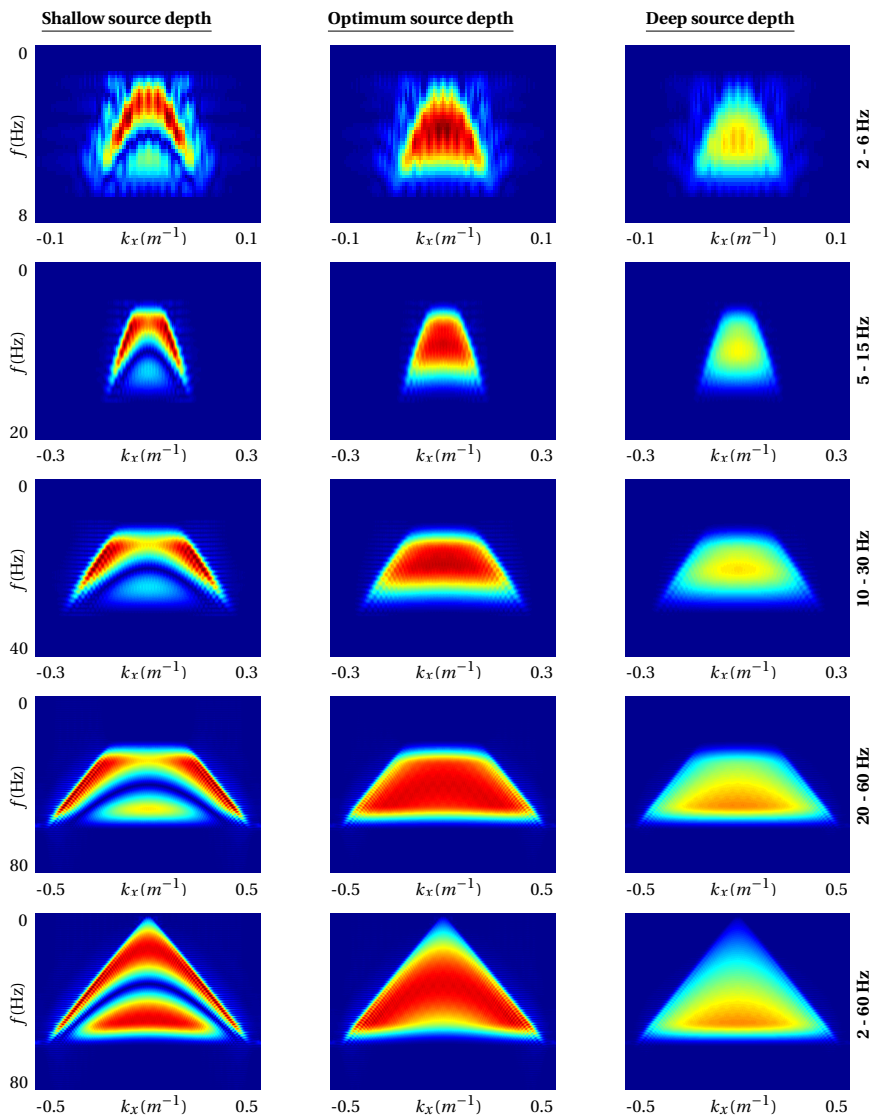 Shallow source depth Optimum source depth Deep source depth
0
f (Hz)
8
-0.1 kx(m−1) 0.1 -0.1 kx(m−1) 0.1 -0.1 kx(m−1) 0.1
2 - 6 Hz
0
f (Hz)
20
-0.3 kx(m−1) 0.3 -0.3 kx(m−1) 0.3 -0.3 kx(m−1) 0.3
5 - 15 Hz
0
f (Hz)
40
-0.3 kx(m−1) 0.3 -0.3 kx(m−1) 0.3 -0.3 kx(m−1) 0.3
10 - 30 Hz
0
f (Hz)
80
-0.5 kx(m−1) 0.5 -0.5 kx(m−1) 0.5 -0.5 kx(m−1) 0.5
20 - 60 Hz
0
f (Hz)
80
-0.5 kx(m−1) 0.5 -0.5 kx(m−1) 0.5 -0.5 kx(m−1) 0.5
2 - 60 Hz